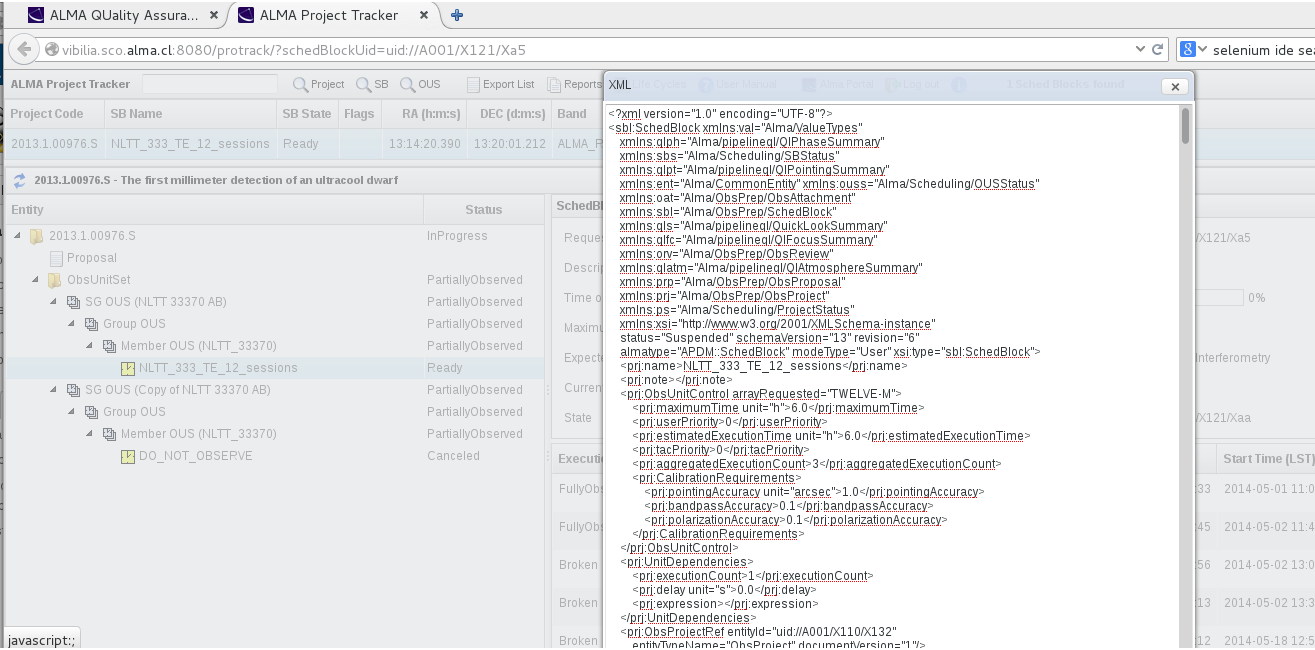 ALMA QUality Assura...
ALMA Project Tracker
vibilia.sco.alma.cl:8080/protrack/?schedBlockUid=uid://A001/X121/Xa5
selenium ide sea
ALMA Project Tracker Project SB OUS Export List Reports Life Cycles User Manual Alma Portal Log out 1 Sched Blocks found
Project Code SB Name SB State Flags RA (h:m:s) DEC (d:m:s) Band
2013.1.00976.S NLTT_333_TE_12_sessions Ready 13:14:20.390 13:20:01.212 ALMA_R
2013.1.00976.S - The first millimeter detection of an ultracool dwarf
Entity Status
2013.1.00976.S InProgress
Proposal
ObsUnitSet PartiallyObserved
SG OUS (NLTT 33370 AB) PartiallyObserved
Group OUS PartiallyObserved
Member OUS (NLTT_33370) PartiallyObserved
NLTT_333_TE_12_sessions Ready
SG OUS (Copy of NLTT 33370 AB) PartiallyObserved
Group OUS PartiallyObserved
Member OUS (NLTT_33370) PartiallyObserved
DO_NOT_OBSERVE Canceled
javascript:;
SchedBl
Reques
/X121/Xa5
Descrip
Time o
0%
Maximu
Expecte
Interferometry
Curren
State
/X121/Xaa
Executi
Start Time (LST)
FullyObs
:33 2014-05-01 11:0
FullyObs
:45 2014-05-02 11:4
Broken
:56 2014-05-02 13:0
Broken
:13 2014-05-02 13:3
Broken
:12 2014-05-18 12:5
XML
<?xml version="1.0" encoding="UTF-8"?>
<sbl:SchedBlock xmlns:val="Alma/ValueTypes"
xmlns:qlph="Alma/pipelineql/QlPhaseSummary"
xmlns:sbs="Alma/Scheduling/SBStatus"
xmlns:qlpt="Alma/pipelineql/QlPointingSummary"
xmlns:ent="Alma/CommonEntity" xmlns:ouss="Alma/Scheduling/OUSStatus"
xmlns:oat="Alma/ObsPrep/ObsAttachment"
xmlns:sbl="Alma/ObsPrep/SchedBlock"
xmlns:qls="Alma/pipelineql/QuickLookSummary"
xmlns:qlfc="Alma/pipelineql/QlFocusSummary"
xmlns:orv="Alma/ObsPrep/ObsReview"
xmlns:qlatm="Alma/pipelineql/QlAtmosphereSummary"
xmlns:prp="Alma/ObsPrep/ObsProposal"
xmlns:prj="Alma/ObsPrep/ObsProject"
xmlns:ps="Alma/Scheduling/ProjectStatus"
xmlns:xsi="http://www.w3.org/2001/XMLSchema-instance"
status="Suspended" schemaVersion="13" revision="6"
almatype="APDM::SchedBlock" modeType="User" xsi:type="sbl:SchedBlock">
<prj:name>NLTT_333_TE_12_sessions</prj:name>
<prj:note></prj:note>
<prj:ObsUnitControl arrayRequested="TWELVE-M">
<prj:maximumTime unit="h">6.0</prj:maximumTime>
<prj:userPriority>0</prj:userPriority>
<prj:estimatedExecutionTime unit="h">6.0</prj:estimatedExecutionTime>
<prj:tacPriority>0</prj:tacPriority>
<prj:aggregatedExecutionCount>3</prj:aggregatedExecutionCount>
<prj:CalibrationRequirements>
<prj:pointingAccuracy unit="arcsec">1.0</prj:pointingAccuracy>
<prj:bandpassAccuracy>0.1</prj:bandpassAccuracy>
<prj:polarizationAccuracy>0.1</prj:polarizationAccuracy>
</prj:CalibrationRequirements>
</prj:ObsUnitControl>
<prj:UnitDependencies>
<prj:executionCount>1</prj:executionCount>
<prj:delay unit="s">0.0</prj:delay>
<prj:expression></prj:expression>
</prj:UnitDependencies>
<prj:ObsProjectRef entityId="uid://A001/X110/X132"
entityTypeName="ObsProject" documentVersion="1"/>